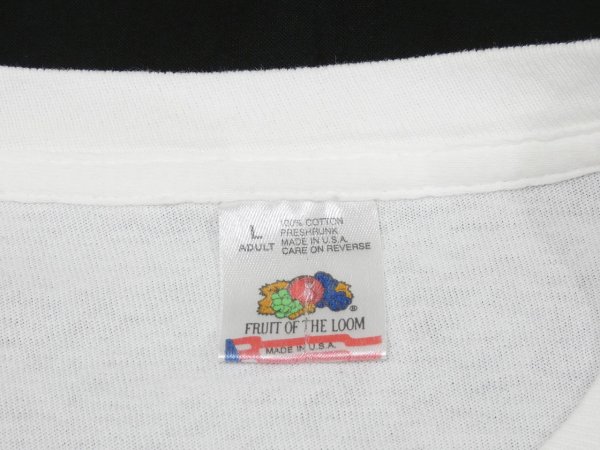 L
ADULT
100% COTTON
PRESHRUNK
MADE IN U.S.A.
CARE ON REVERSE
®
FRUIT OF THE LOOM
MADE IN U.S.A.